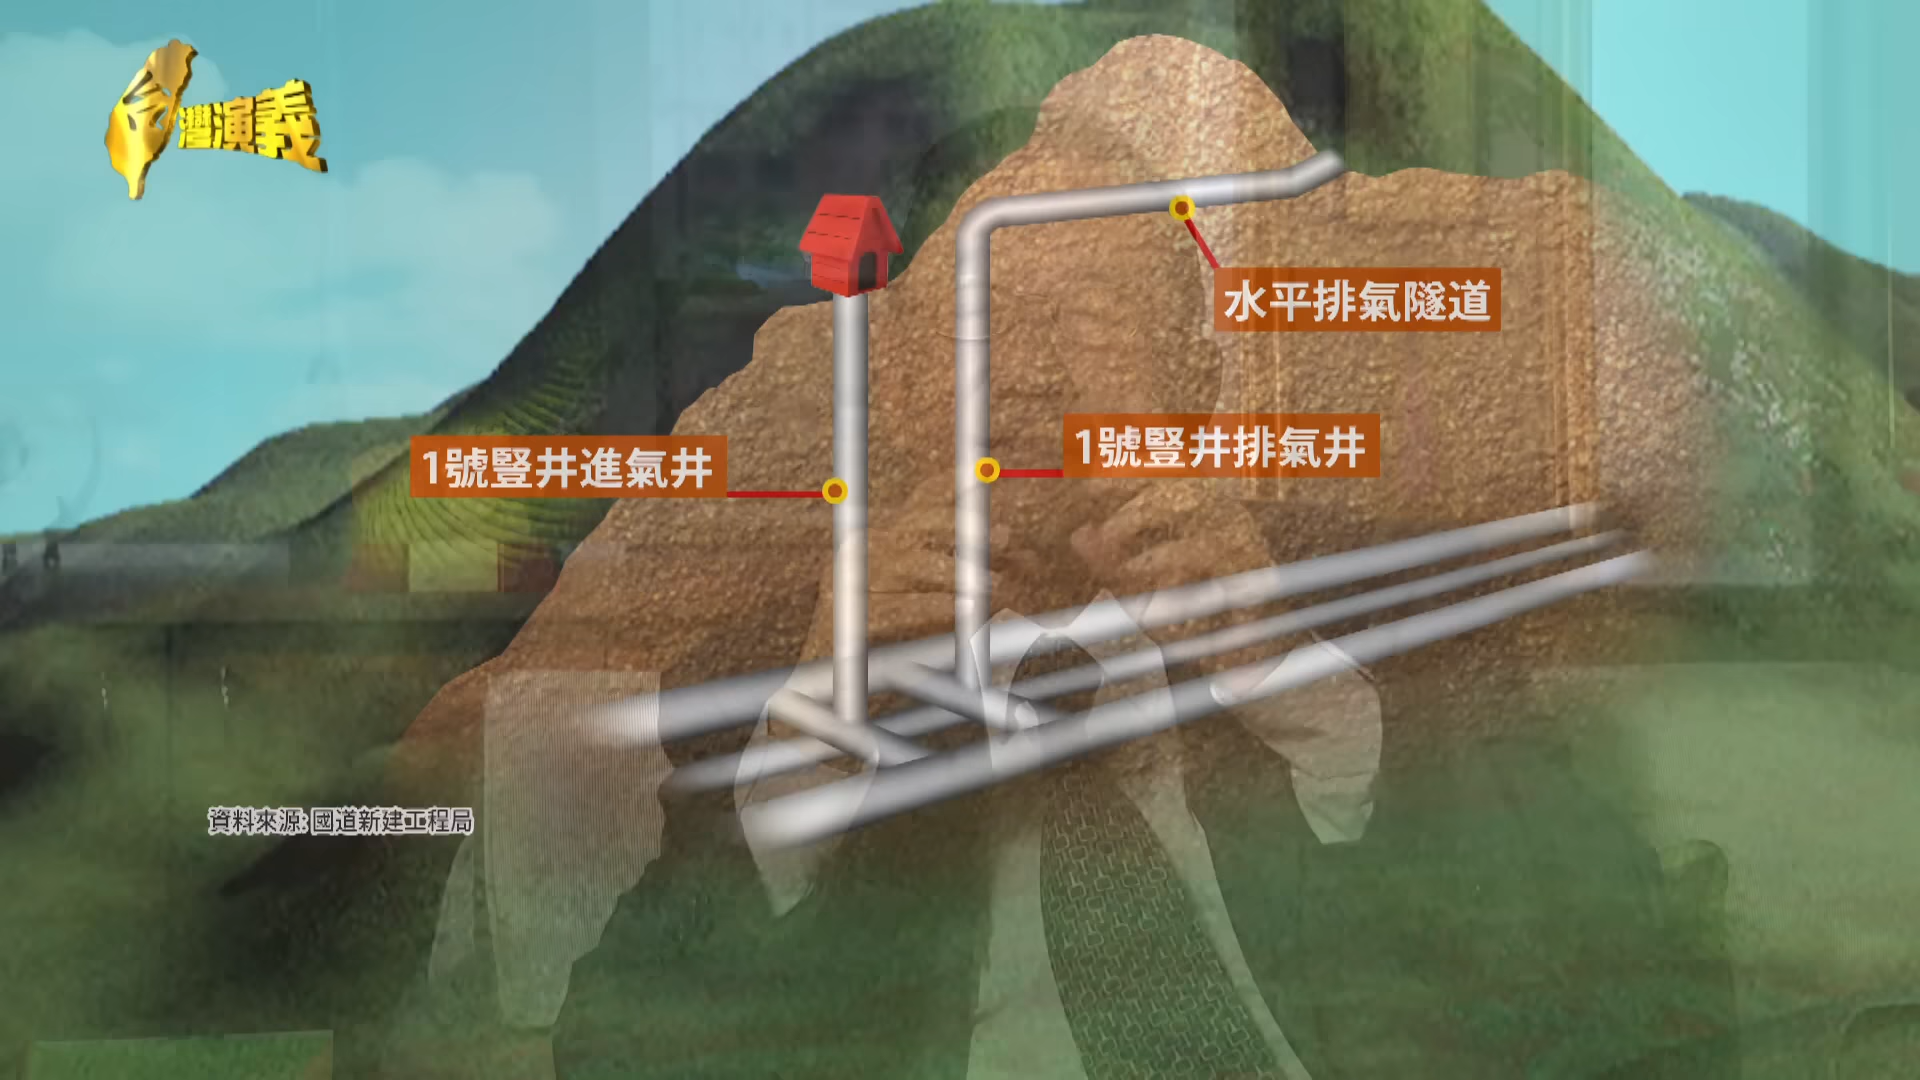 台灣演義
水平排氣隧道
1號豎井排氣井
1號豎井進氣井
資料來源:國道新建工程局